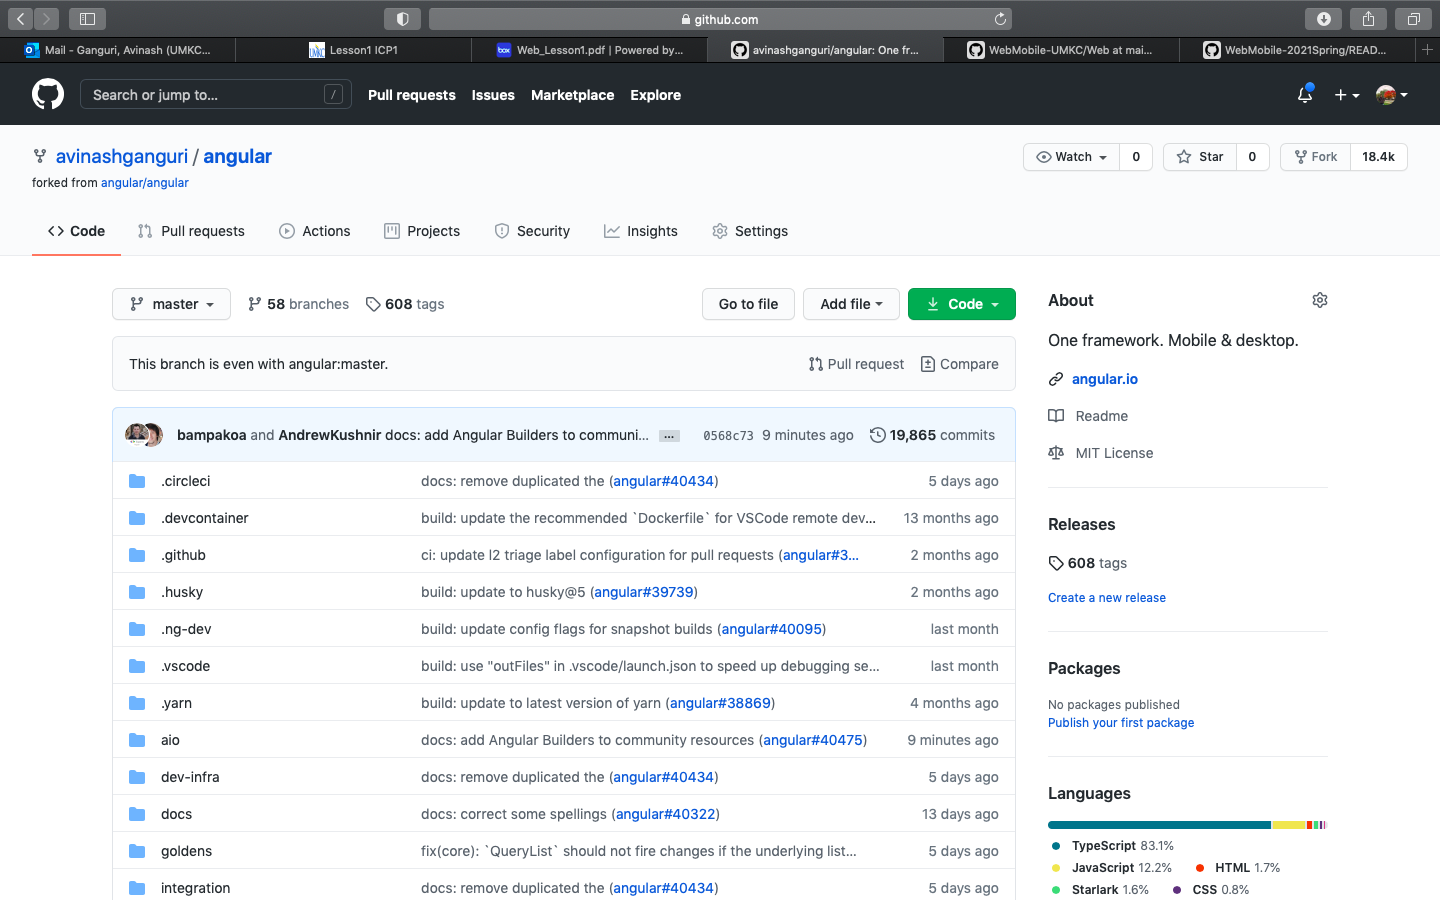 github.com
Mail - Ganguri, Avinash (UMKC...
Lesson1 ICP1
box Web_Lesson1.pdf | Powered by...
avinashganguri/angular: One fr...
WebMobile-UMKC/Web at mai...
WebMobile-2021Spring/READ...
Search or jump to... /
Pull requests Issues Marketplace Explore
avinashganguri / angular
Watch 0 Star 0 Fork 18.4k
forked from angular/angular
Code Pull requests Actions Projects Security Insights Settings
master 58 branches 608 tags Go to file Add file Code
This branch is even with angular:master. Pull request Compare
bampakoa and AndrewKushnir docs: add Angular Builders to communi... ... 0568c73 9 minutes ago 19,865 commits
.circleci docs: remove duplicated the (angular#40434) 5 days ago
.devcontainer build: update the recommended `Dockerfile` for VSCode remote dev... 13 months ago
.github ci: update I2 triage label configuration for pull requests (angular#3... 2 months ago
.husky build: update to husky@5 (angular#39739) 2 months ago
.ng-dev build: update config flags for snapshot builds (angular#40095) last month
.vscode build: use "outFiles" in .vscode/launch.json to speed up debugging se... last month
.yarn build: update to latest version of yarn (angular#38869) 4 months ago
aio docs: add Angular Builders to community resources (angular#40475) 9 minutes ago
dev-infra docs: remove duplicated the (angular#40434) 5 days ago
docs docs: correct some spellings (angular#40322) 13 days ago
goldens fix(core): `QueryList` should not fire changes if the underlying list... 5 days ago
integration docs: remove duplicated the (angular#40434) 5 days ago
About
One framework. Mobile & desktop.
angular.io
Readme
MIT License
Releases
608 tags
Create a new release
Packages
No packages published
Publish your first package
Languages
TypeScript 83.1%
JavaScript 12.2% HTML 1.7%
Starlark 1.6% CSS 0.8%